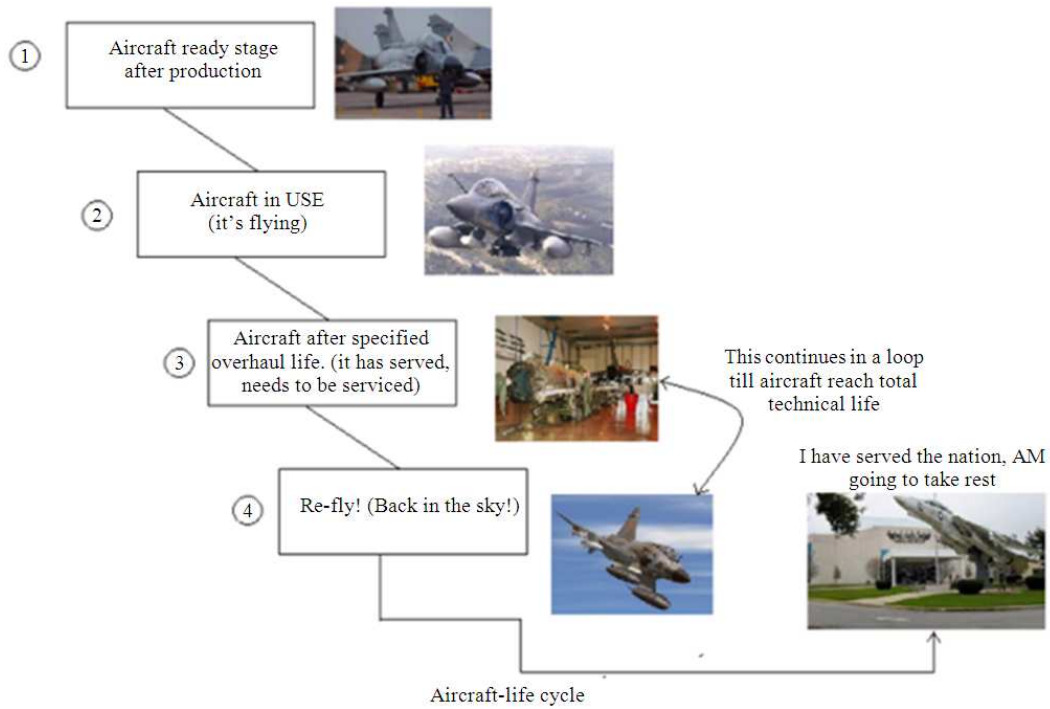 1
Aircraft ready stage
after production
2
Aircraft in USE
(it's flying)
3
Aircraft after specified
overhaul life. (it has served,
needs to be serviced)
This continues in a loop
till aircraft reach total
technical life
4
Re-fly! (Back in the sky!)
I have served the nation, AM
going to take rest
Aircraft-life cycle